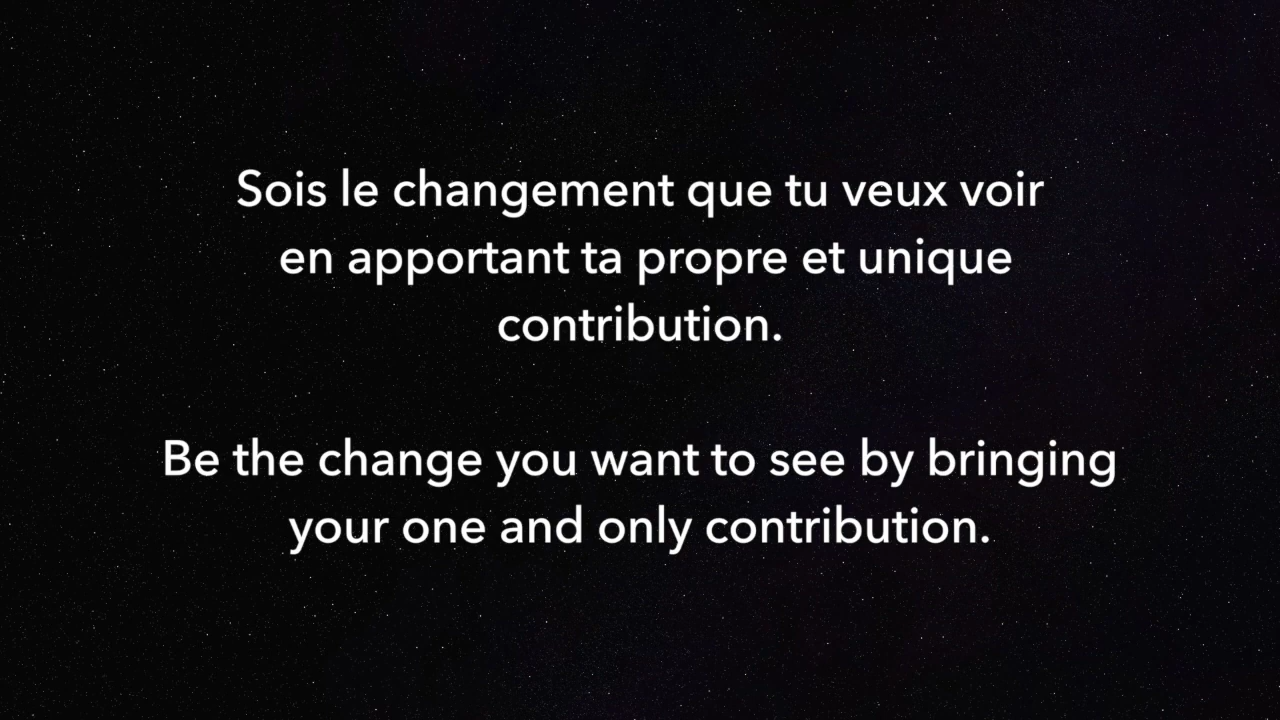 Sois le changement que tu veux voir
en apportant ta propre et unique
contribution.
Be the change you want to see by bringing
your one and only contribution.